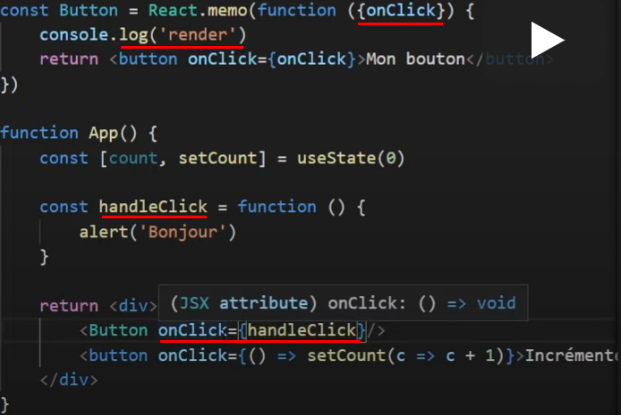 const Button = React.memo(function ({onClick}) {
console.log('render')
return <button onClick={onClick}>Mon bouton</button>
})
function App() {
const [count, setCount] = useState(0)
const handleClick = function () {
alert('Bonjour')
}
return <div>
(JSX attribute) onClick: () => void
<Button onClick={handleClick}/>
<button onClick={() => setCount(c => c + 1)}>Incrémente
</div>
}